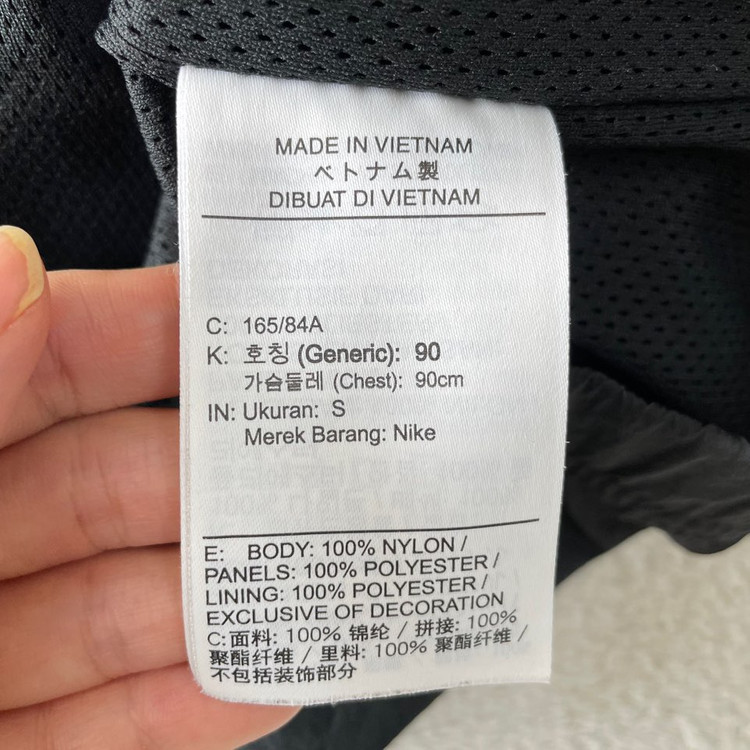 MADE IN VIETNAM
ベトナム製
DIBUAT DI VIETNAM
C: 165/84A
K: 호칭 (Generic): 90
가슴둘레 (Chest): 90cm
IN: Ukuran: S
Merek Barang: Nike
E: BODY: 100% NYLON /
PANELS: 100% POLYESTER /
LINING: 100% POLYESTER /
EXCLUSIVE OF DECORATION
C: 面料: 100% 锦纶 / 拼接: 100%
聚酯纤维 / 里料: 100% 聚酯纤维 /
不包括装饰部分